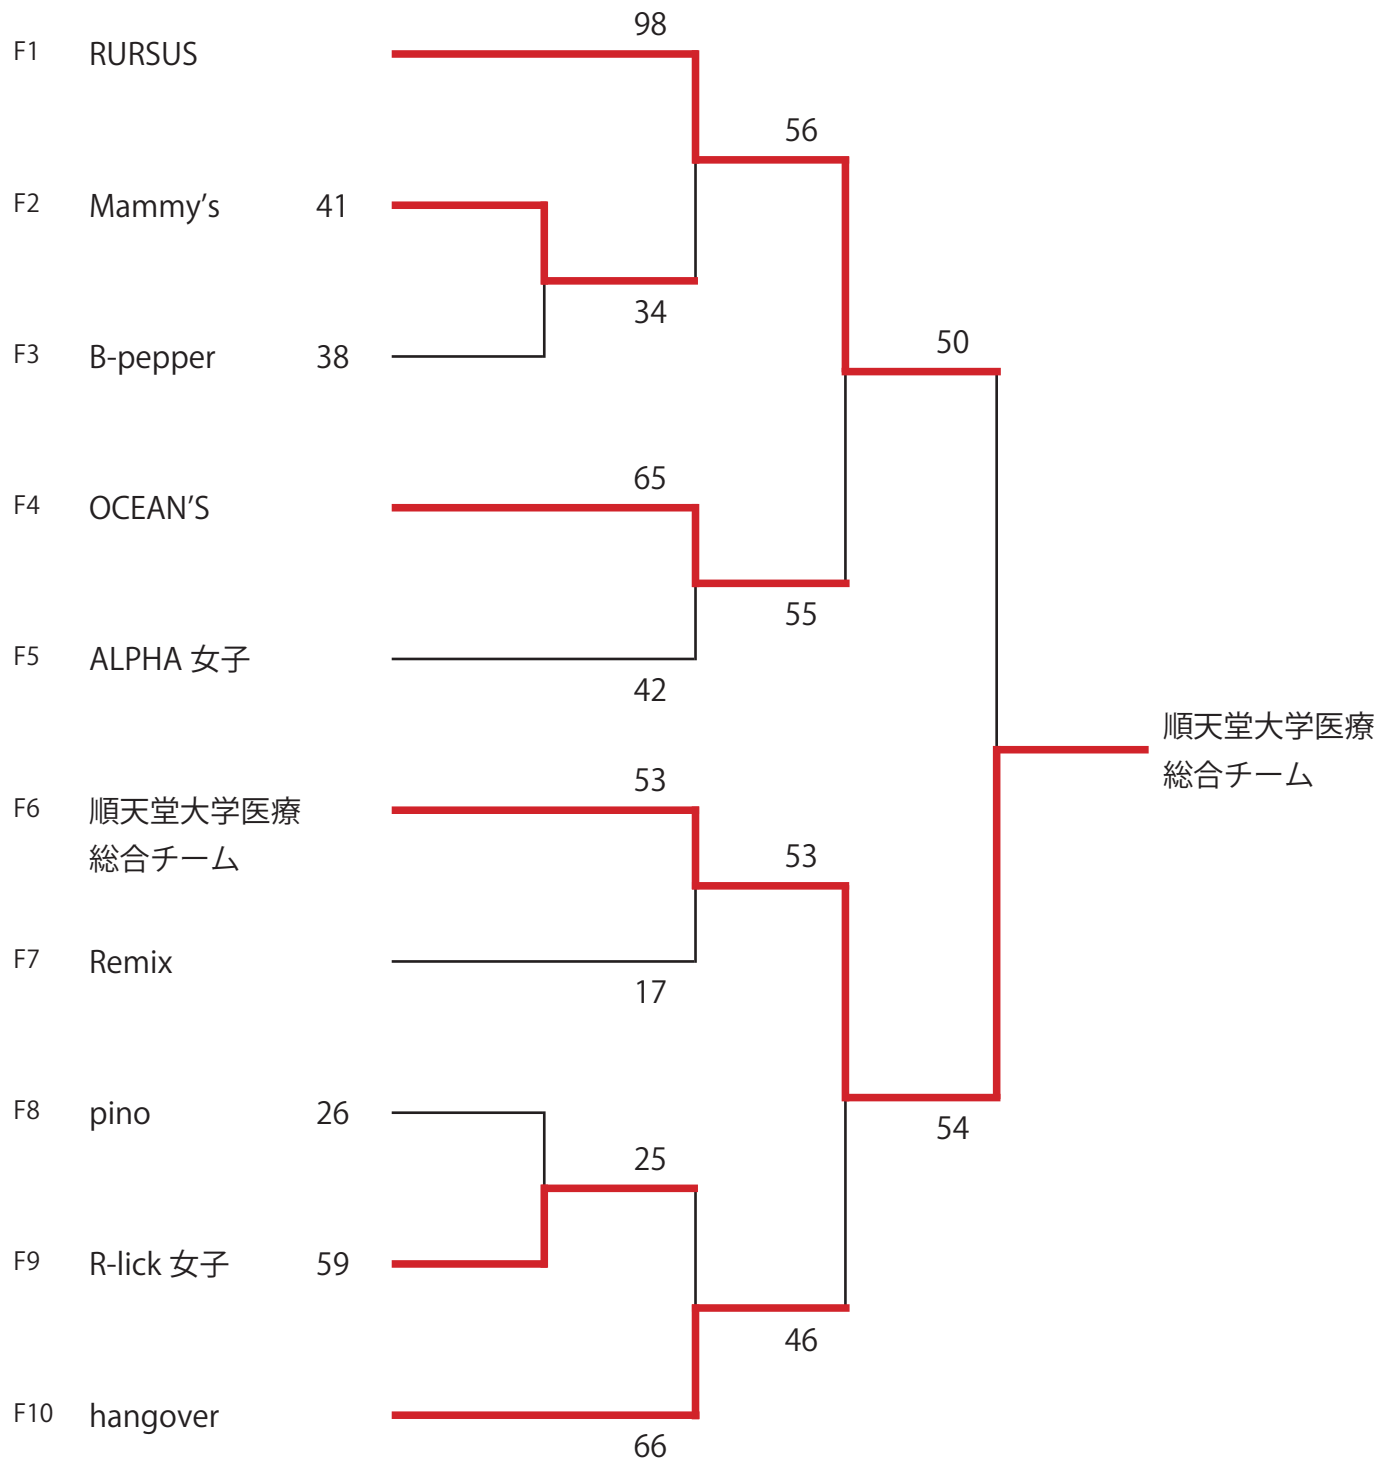 98
F1 RURSUS
56
F2 Mammy’s 41
34
50
F3 B-pepper 38
65
F4 OCEAN’S
55
F5 ALPHA 女子
42
順天堂大学医療
総合チーム
53
F6 順天堂大学医療
総合チーム
53
F7 Remix
17
F8 pino 26
54
25
F9 R-lick 女子 59
46
F10 hangover
66